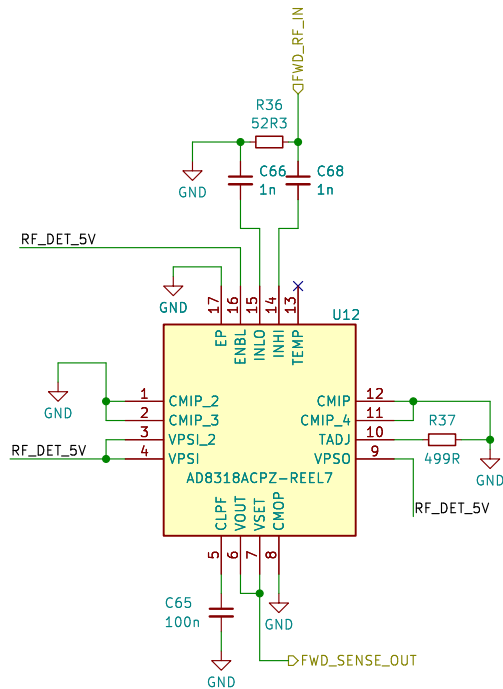 FWD_RF_IN
R36
52R3
C66
1n
C68
1n
GND
RF_DET_5V
GND
17
16
15
14
13
U12
EP
ENBL
INLO
INHI
TEMP
GND
1
CMIP_2
CMIP
12
2
CMIP_3
CMIP_4
11
R37
RF_DET_5V
3
VPSI_2
TADJ
10
4
VPSI
VPSO
9
499R
GND
AD8318ACPZ-REEL7
RF_DET_5V
CLPF
VOUT
VSET
CMOP
5
6
7
8
C65
100n
GND
FWD_SENSE_OUT
GND